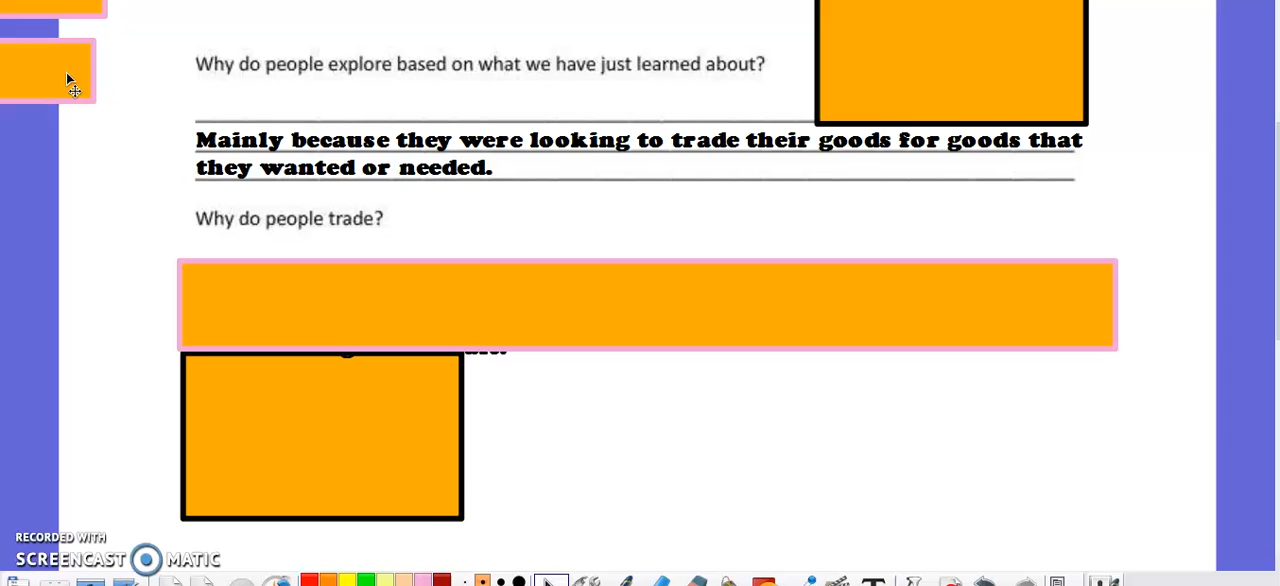 Why do people explore based on what we have just learned about?
Mainly because they were looking to trade their goods for goods that
they wanted or needed.
Why do people trade?
RECORDED WITH
SCREENCAST MATIC